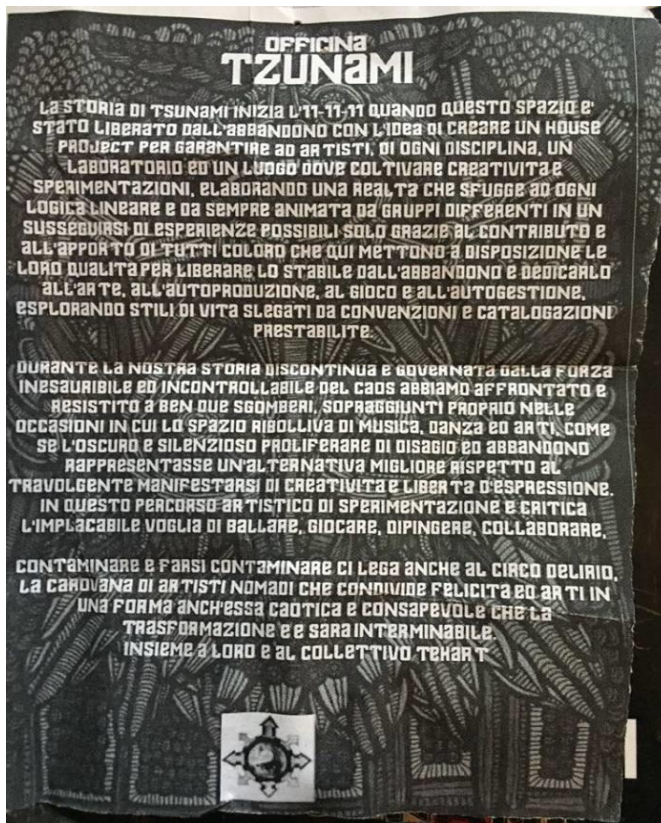 OFFICINA
TZUNAMI
LA STORIA DI TSUNAMI INIZIA L'11-11-11 QUANDO QUESTO SPAZIO E'
STATO LIBERATO DALL'ABBANDONO CON L'IDEA DI CREARE UN HOUSE
PROJECT PER GARANTIRE AD ARTISTI, DI OGNI DISCIPLINA, UN
LABORATORIO ED UN LUOGO DOVE COLTIVARE CREATIVITA E
SPERIMENTAZIONI, ELABORANDO UNA REALTA CHE SFUGGE AD OGNI
LOGICA LINEARE E DA SEMPRE ANIMATA DA GRUPPI DIFFERENTI IN UN
SUSSEGUIRSI DI ESPERIENZE POSSIBILI SOLO GRAZIE AL CONTRIBUTO E
ALL'APPORTO DI TUTTI COLORO CHE QUI METTONO A DISPOSIZIONE LE
LORO QUALITA PER LIBERARE LO STABILE DALL'ABBANDONO E DEDICARLO
ALL'ARTE, ALL'AUTOPRODUZIONE, AL GIOCO E ALL'AUTOGESTIONE,
ESPLORANDO STILI DI VITA SLEGATI DA CONVENZIONI E CATALOGAZIONI
PRESTABILITE.
DURANTE LA NOSTRA STORIA DISCONTINUA E GOVERNATA DALLA FORZA
INESAURIBILE ED INCONTROLLABILE DEL CAOS ABBIAMO AFFRONTATO E
RESISTITO A BEN DUE SGOMBERI, SOPRAGGIUNTI PROPRIO NELLE
OCCASIONI IN CUI LO SPAZIO RIBOLLIVA DI MUSICA, DANZA ED ARTI, COME
SE L'OSCURO E SILENZIOSO PROLIFERARE DI DISAGIO ED ABBANDONO
RAPPRESENTASSE UN'ALTERNATIVA MIGLIORE RISPETTO AL
TRAVOLGENTE MANIFESTARSI DI CREATIVITA E LIBERTA D'ESPRESSIONE.
IN QUESTO PERCORSO ARTISTICO DI SPERIMENTAZIONE E CRITICA
L'IMPLACABILE VOGLIA DI BALLARE, GIOCARE, DIPINGERE, COLLABORARE,
CONTAMINARE E FARSI CONTAMINARE CI LEGA ANCHE AL CIRCO DELIRIO,
LA CAROVANA DI ARTISTI NOMADI CHE CONDIVIDE FELICITA ED ARTI IN
UNA FORMA ANCH'ESSA CAOTICA E CONSAPEVOLE CHE LA
TRASFORMAZIONE E E SARA INTERMINABILE.
INSIEME A LORO E AL COLLETTIVO TEKART